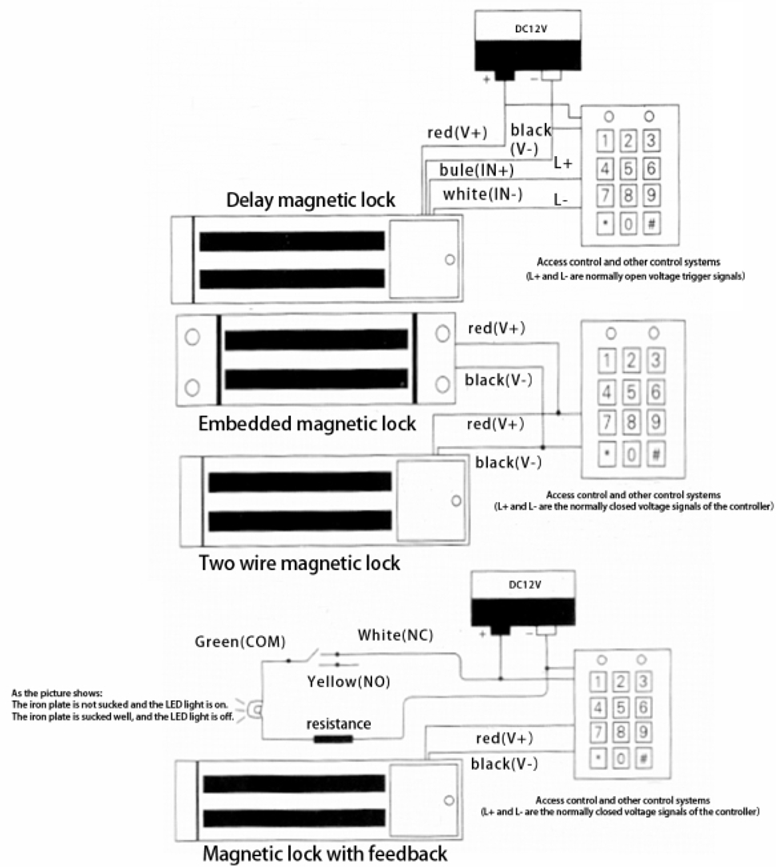 DC12V
+ −
red(V+)
black
(V-)
bule(IN+)
L+
white(IN-)
L-
1 2 3
4 5 6
7 8 9
* 0 #
Delay magnetic lock
Access control and other control systems
(L+ and L- are normally open voltage trigger signals)
red(V+)
black(V-)
1 2 3
4 5 6
7 8 9
* 0 #
Embedded magnetic lock
red(V+)
black(V-)
Access control and other control systems
(L+ and L- are the normally closed voltage signals of the controller)
Two wire magnetic lock
DC12V
+ −
Green(COM)
White(NC)
Yellow(NO)
1 2 3
4 5 6
7 8 9
* 0 #
As the picture shows:
The iron plate is not sucked and the LED light is on.
The iron plate is sucked well, and the LED light is off.
resistance
red(V+)
black(V-)
Access control and other control systems
(L+ and L- are the normally closed voltage signals of the controller)
Magnetic lock with feedback